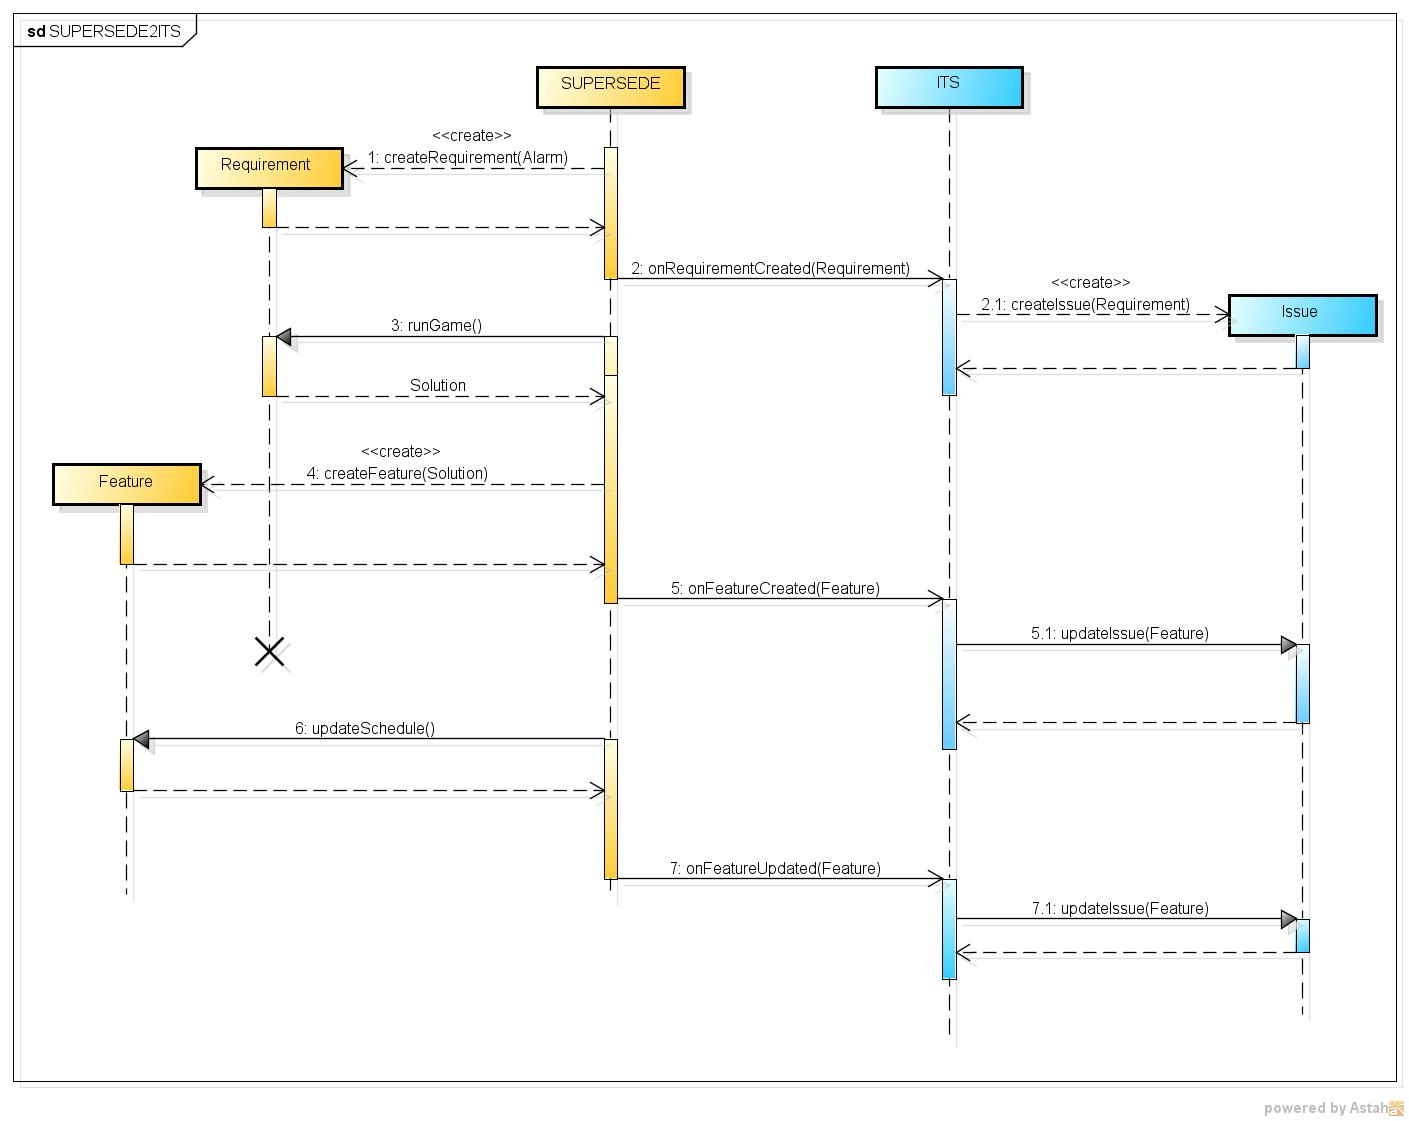 sd SUPERSEDE2ITS
SUPERSEDE
ITS
<<create>>
1: createRequirement(Alarm)
Requirement
2: onRequirementCreated(Requirement)
<<create>>
2.1: createIssue(Requirement)
Issue
3: runGame()
Solution
<<create>>
4: createFeature(Solution)
Feature
5: onFeatureCreated(Feature)
5.1: updateIssue(Feature)
6: updateSchedule()
7: onFeatureUpdated(Feature)
7.1: updateIssue(Feature)
powered by Astah